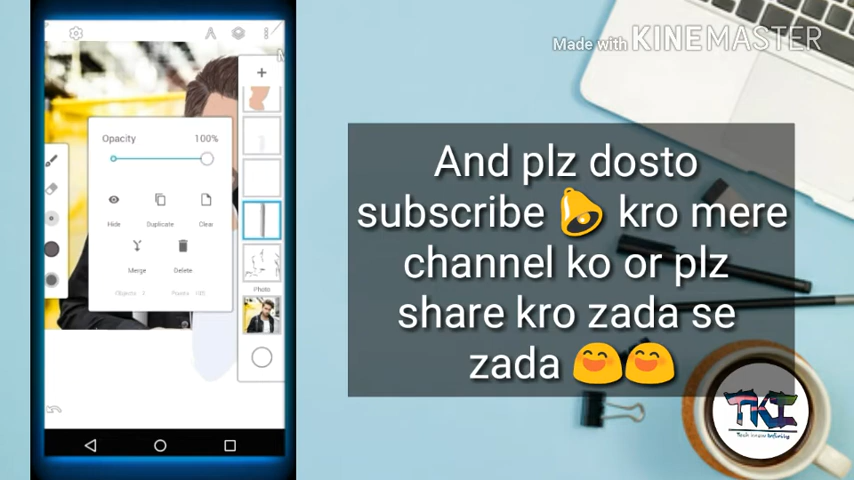 Made with KINEMASTER
Opacity 100%
Hide Duplicate Clear
Merge Delete
Photo
And plz dosto
subscribe 🔔 kro mere
channel ko or plz
share kro zada se
zada 😄😄
TKI